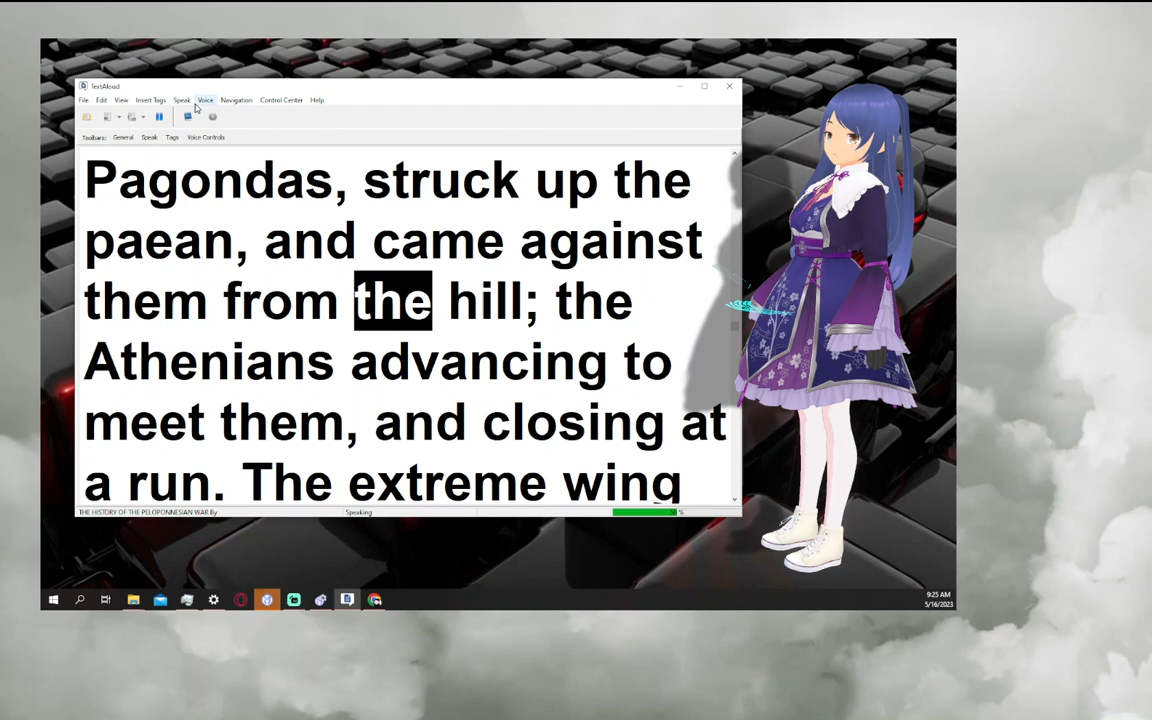 TextAloud
File Edit View Insert Tags Speak Voice Navigation Control Center Help
Toolbars: General Speak Tags Voice Controls
Pagondas, struck up the
paean, and came against
them from the hill; the
Athenians advancing to
meet them, and closing at
a run. The extreme wing
THE HISTORY OF THE PELOPONNESIAN WAR By Speaking %
9:25 AM
5/16/2023